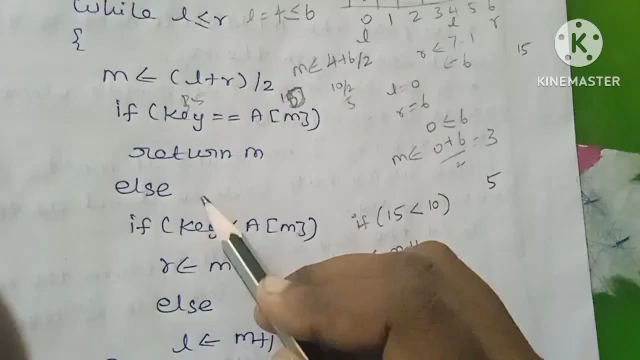 While l ≤ r   l = 4 ≤ 6
0 1 2 3 4 5 6
l   l   r
{
m ← (l+r)/2   m ← 4+6/2   r ← 7-1   15
10/2   ≤ 6
if (Key == A[m])   5   l = 0
r = 6
return m   0 ≤ 6
m ← 0+6/2 = 3
else   5
if (Key < A[m])   if (15 < 10)
r ← m
else
l ← m+1
KINEMASTER